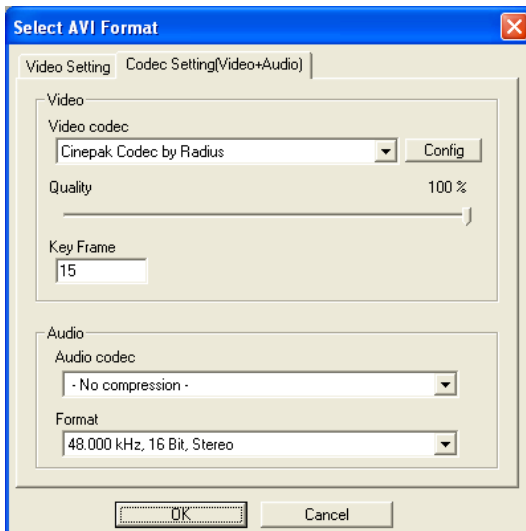 Select AVI Format
Video Setting
Codec Setting(Video+Audio)
Video
Video codec
Cinepak Codec by Radius
Config
Quality
100 %
Key Frame
15
Audio
Audio codec
- No compression -
Format
48.000 kHz, 16 Bit, Stereo
OK
Cancel